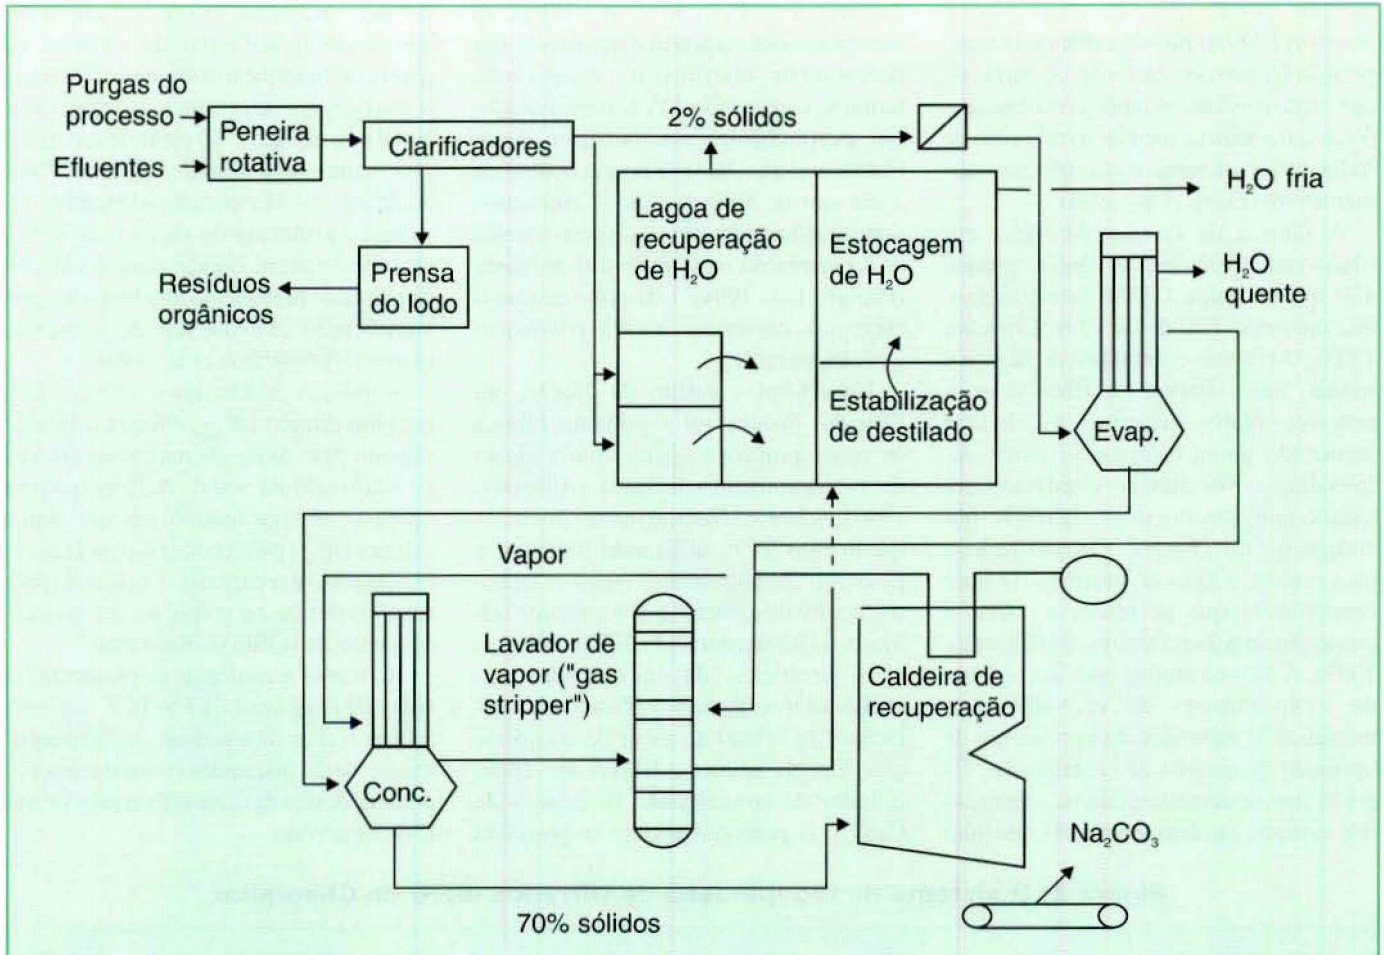 Purgas do
processo
Efluentes
Peneira
rotativa
Clarificadores
2% sólidos
H₂O fria
H₂O
quente
Lagoa de
recuperação
de H₂O
Estocagem
de H₂O
Prensa
do lodo
Resíduos
orgânicos
Estabilização
de destilado
Evap.
Vapor
Lavador de
vapor ("gas
stripper")
Caldeira de
recuperação
Conc.
Na₂CO₃
70% sólidos